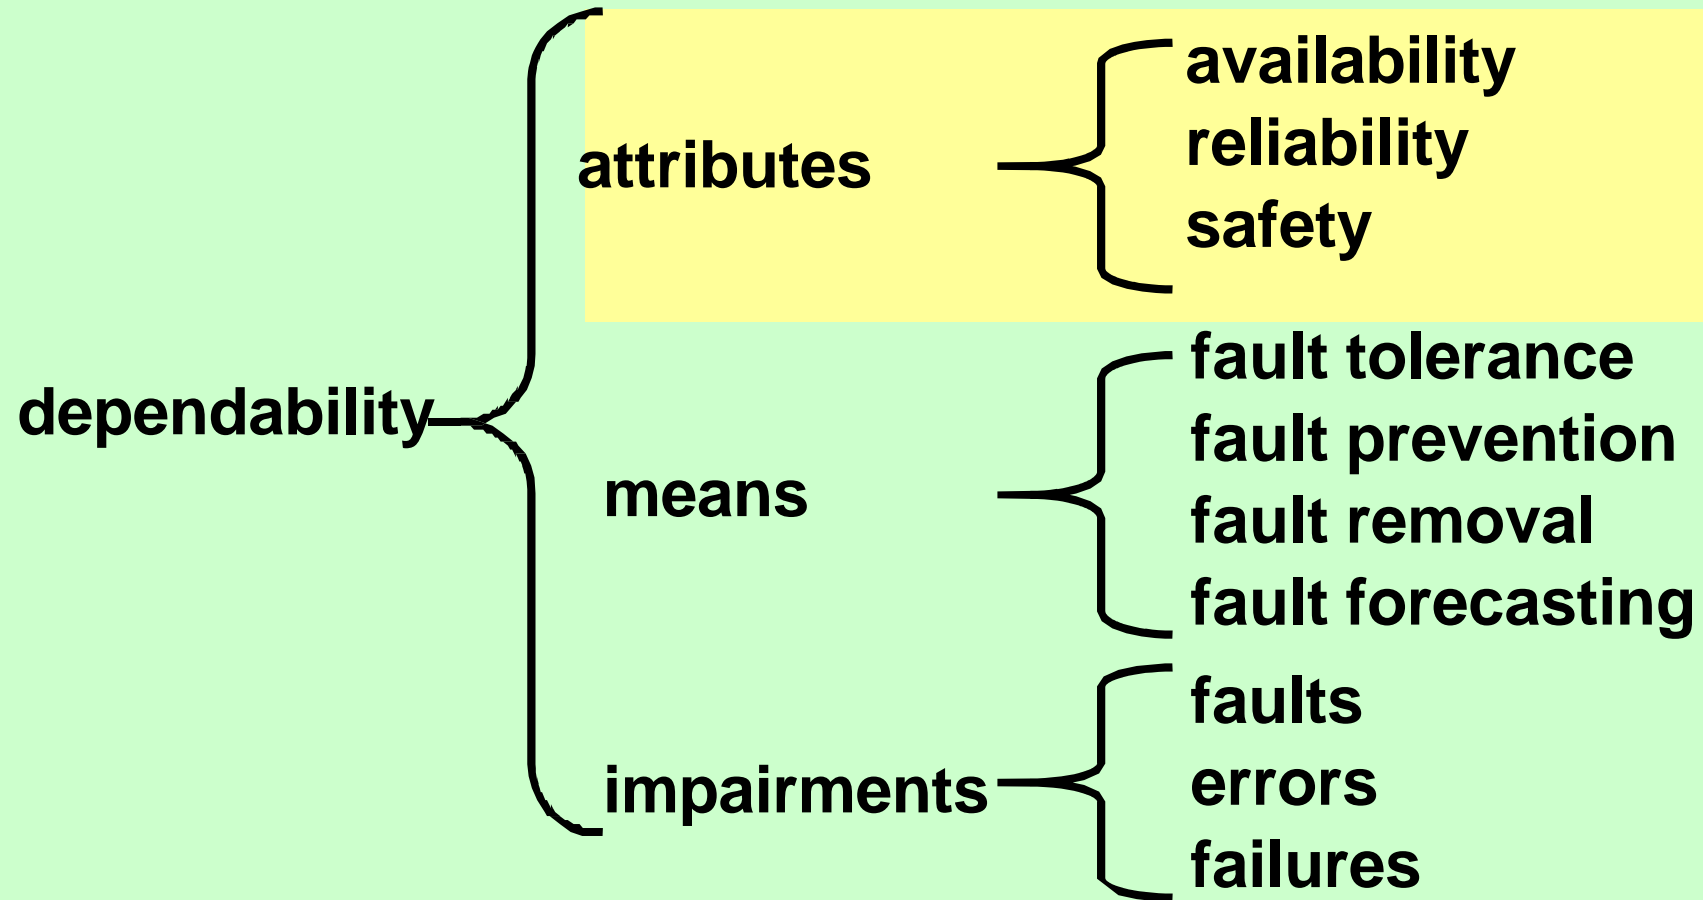 dependability
attributes
availability
reliability
safety
means
fault tolerance
fault prevention
fault removal
fault forecasting
impairments
faults
errors
failures